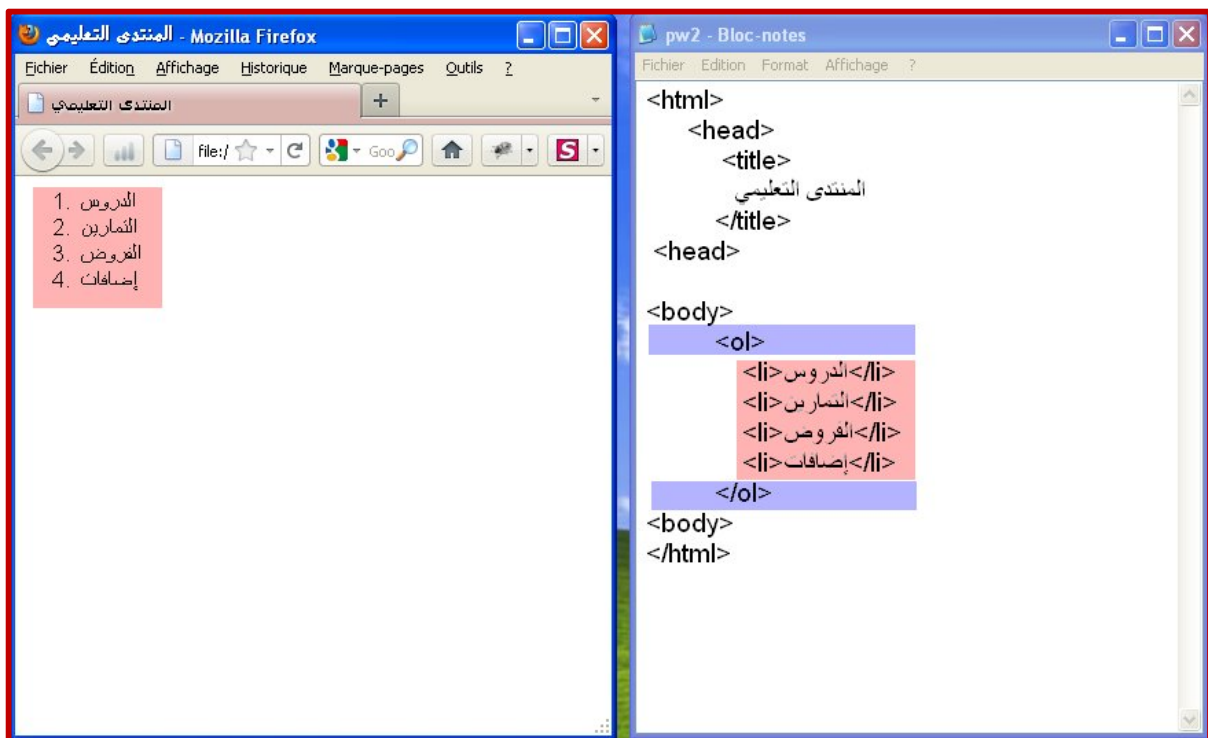 المنتدى التعليمي - Mozilla Firefox
Fichier Édition Affichage Historique Marque-pages Outils ?
المنتدى التعليمي +
file:/ Goo S
1. الدروس
2. التمارين
3. الفروض
4. إضافات
pw2 - Bloc-notes
Fichier Edition Format Affichage ?
<html>
<head>
<title>
المنتدى التعليمي
</title>
<head>
<body>
<ol>
<li>الدروس</li>
<li>التمارين</li>
<li>الفروض</li>
<li>إضافات</li>
</ol>
<body>
</html>